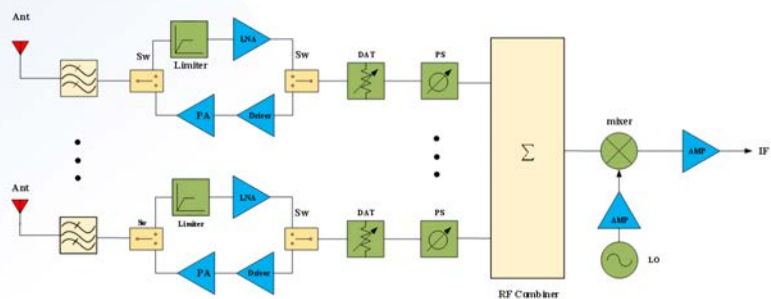 Ant
Sw
Limiter
LNA
Sw
DAT
PS
PA
Driver
Σ
mixer
AMP
IF
AMP
LO
Ant
Sw
Limiter
LNA
Sw
DAT
PS
PA
Driver
RF Combiner